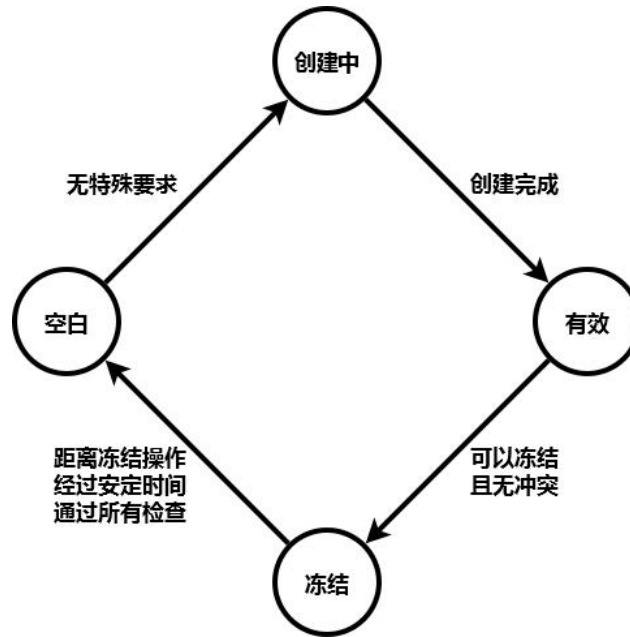 创建中
无特殊要求
创建完成
空白
有效
距离冻结操作
经过安定时间
通过所有检查
可以冻结
且无冲突
冻结